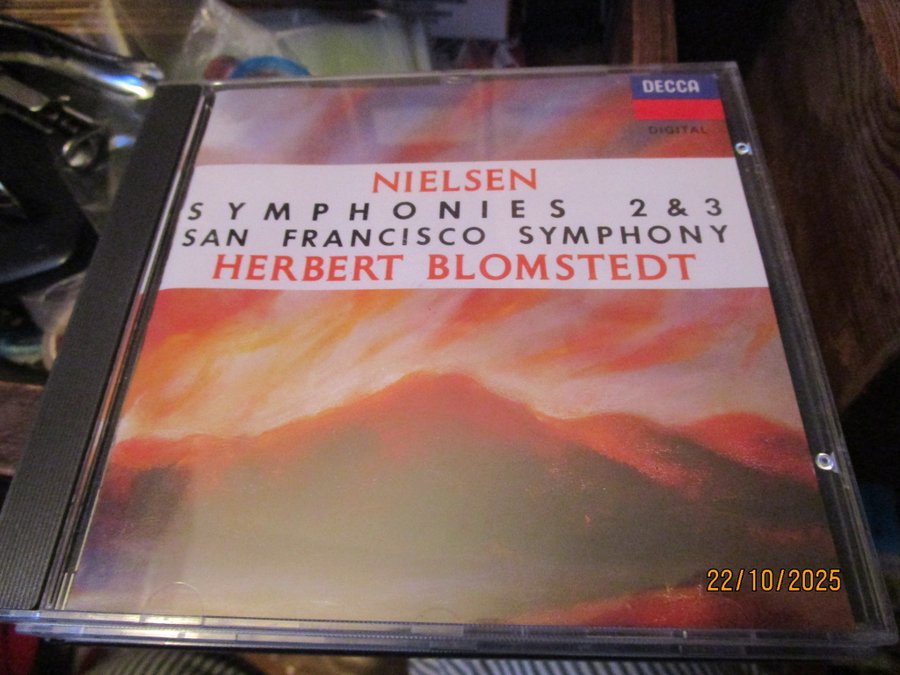 DECCA
DIGITAL
NIELSEN
SYMPHONIES 2 & 3
SAN FRANCISCO SYMPHONY
HERBERT BLOMSTEDT
22/10/2025